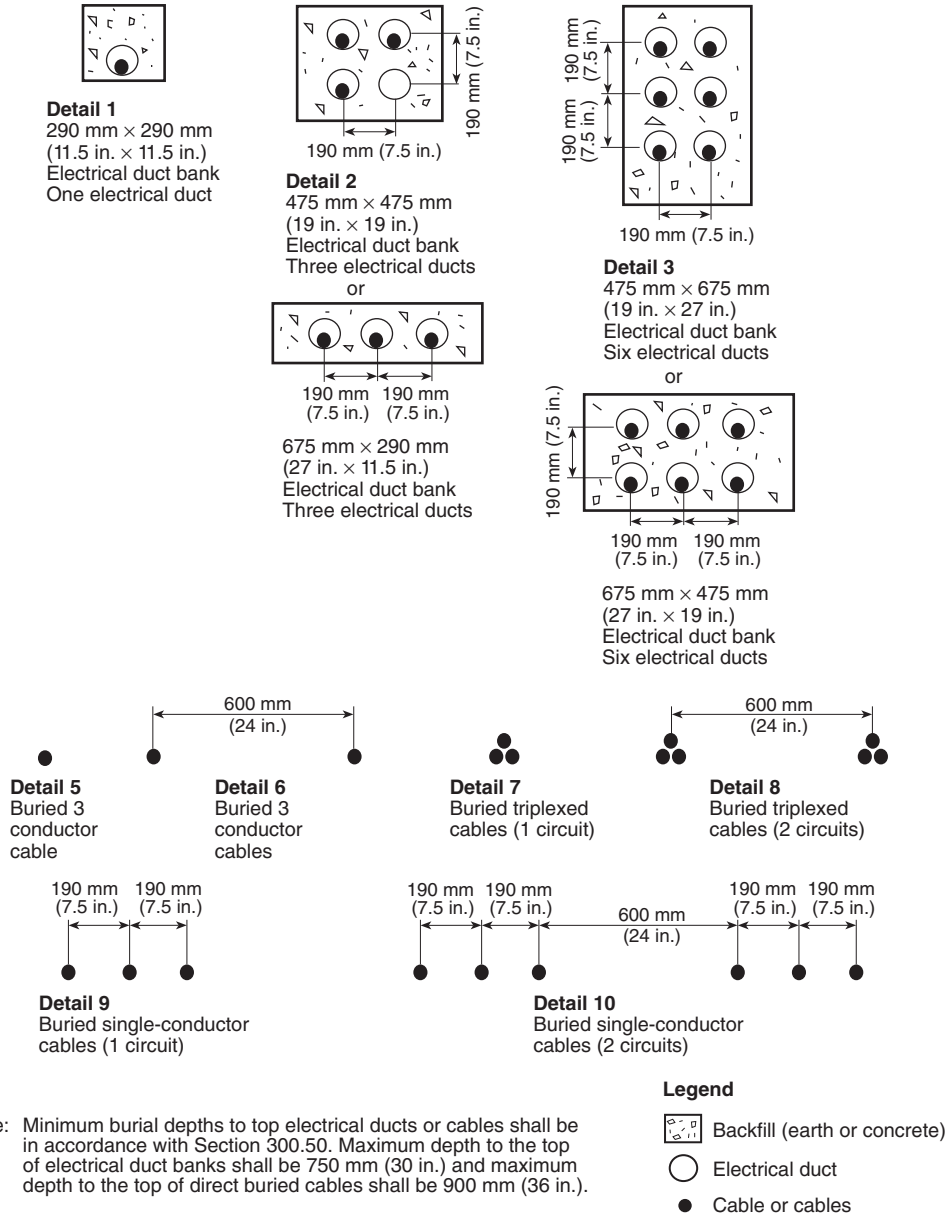 Detail 1
290 mm × 290 mm
(11.5 in. × 11.5 in.)
Electrical duct bank
One electrical duct
190 mm
(7.5 in.)
190 mm (7.5 in.)
Detail 2
475 mm × 475 mm
(19 in. × 19 in.)
Electrical duct bank
Three electrical ducts
or
190 mm 190 mm
(7.5 in.) (7.5 in.)
675 mm × 290 mm
(27 in. × 11.5 in.)
Electrical duct bank
Three electrical ducts
190 mm
(7.5 in.)
190 mm
(7.5 in.)
190 mm (7.5 in.)
Detail 3
475 mm × 675 mm
(19 in. × 27 in.)
Electrical duct bank
Six electrical ducts
or
190 mm (7.5 in.)
190 mm 190 mm
(7.5 in.) (7.5 in.)
675 mm × 475 mm
(27 in. × 19 in.)
Electrical duct bank
Six electrical ducts
600 mm
(24 in.)
Detail 5
Buried 3
conductor
cable
Detail 6
Buried 3
conductor
cables
Detail 7
Buried triplexed
cables (1 circuit)
600 mm
(24 in.)
Detail 8
Buried triplexed
cables (2 circuits)
190 mm 190 mm
(7.5 in.) (7.5 in.)
Detail 9
Buried single-conductor
cables (1 circuit)
190 mm 190 mm
(7.5 in.) (7.5 in.)
600 mm
(24 in.)
190 mm 190 mm
(7.5 in.) (7.5 in.)
Detail 10
Buried single-conductor
cables (2 circuits)
e: Minimum burial depths to top electrical ducts or cables shall be
in accordance with Section 300.50. Maximum depth to the top
of electrical duct banks shall be 750 mm (30 in.) and maximum
depth to the top of direct buried cables shall be 900 mm (36 in.).
Legend
Backfill (earth or concrete)
Electrical duct
Cable or cables